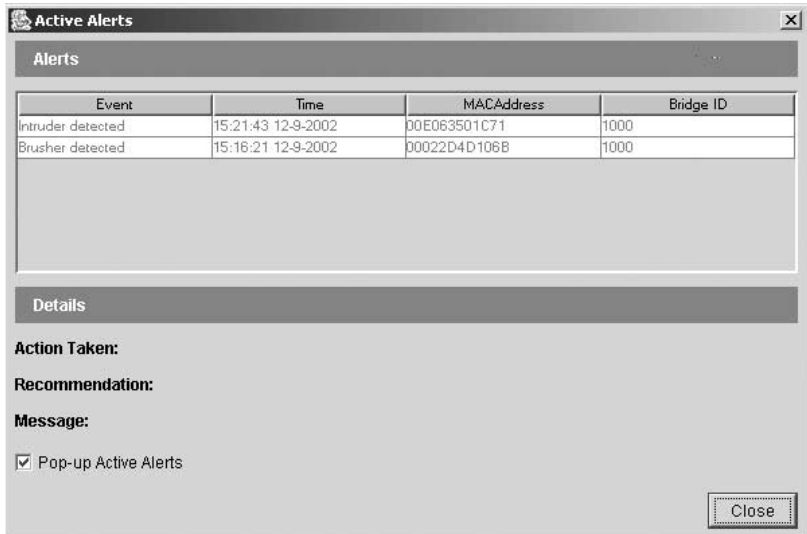 Active Alerts
Alerts
Event Time MACAddress Bridge ID
Intruder detected 15:21:43 12-9-2002 00E063501C71 1000
Brusher detected 15:16:21 12-9-2002 00022D4D106B 1000
Details
Action Taken:
Recommendation:
Message:
Pop-up Active Alerts
Close